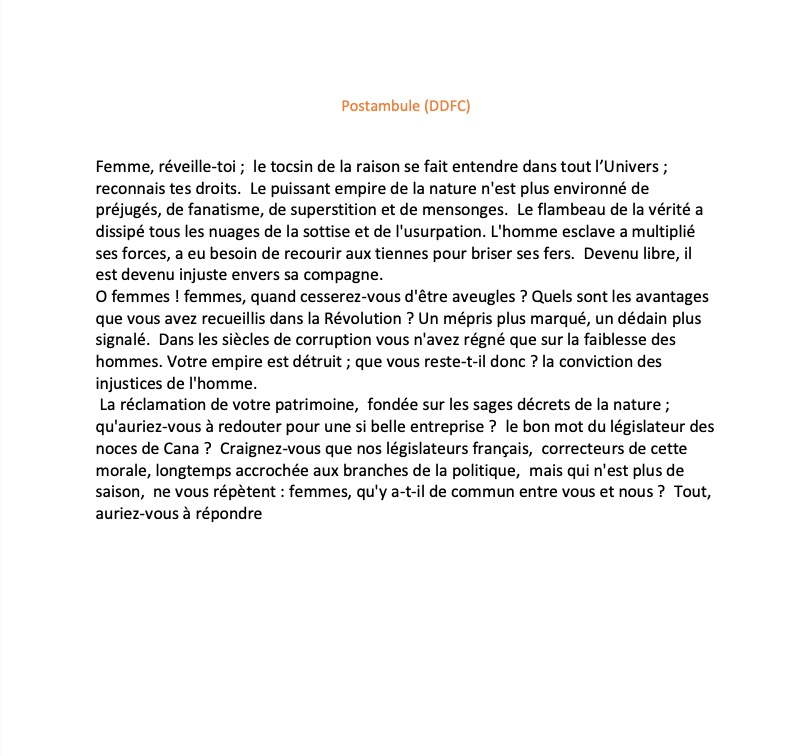 Postambule (DDFC)
Femme, réveille-toi ;  le tocsin de la raison se fait entendre dans tout l’Univers ;
reconnais tes droits.  Le puissant empire de la nature n'est plus environné de
préjugés, de fanatisme, de superstition et de mensonges.  Le flambeau de la vérité a
dissipé tous les nuages de la sottise et de l'usurpation. L'homme esclave a multiplié
ses forces, a eu besoin de recourir aux tiennes pour briser ses fers.  Devenu libre, il
est devenu injuste envers sa compagne.
O femmes ! femmes, quand cesserez-vous d'être aveugles ? Quels sont les avantages
que vous avez recueillis dans la Révolution ? Un mépris plus marqué, un dédain plus
signalé.  Dans les siècles de corruption vous n'avez régné que sur la faiblesse des
hommes. Votre empire est détruit ; que vous reste-t-il donc ? la conviction des
injustices de l'homme.
La réclamation de votre patrimoine,  fondée sur les sages décrets de la nature ;
qu'auriez-vous à redouter pour une si belle entreprise ?  le bon mot du législateur des
noces de Cana ?  Craignez-vous que nos législateurs français,  correcteurs de cette
morale, longtemps accrochée aux branches de la politique,  mais qui n'est plus de
saison,  ne vous répètent : femmes, qu'y a-t-il de commun entre vous et nous ?  Tout,
auriez-vous à répondre